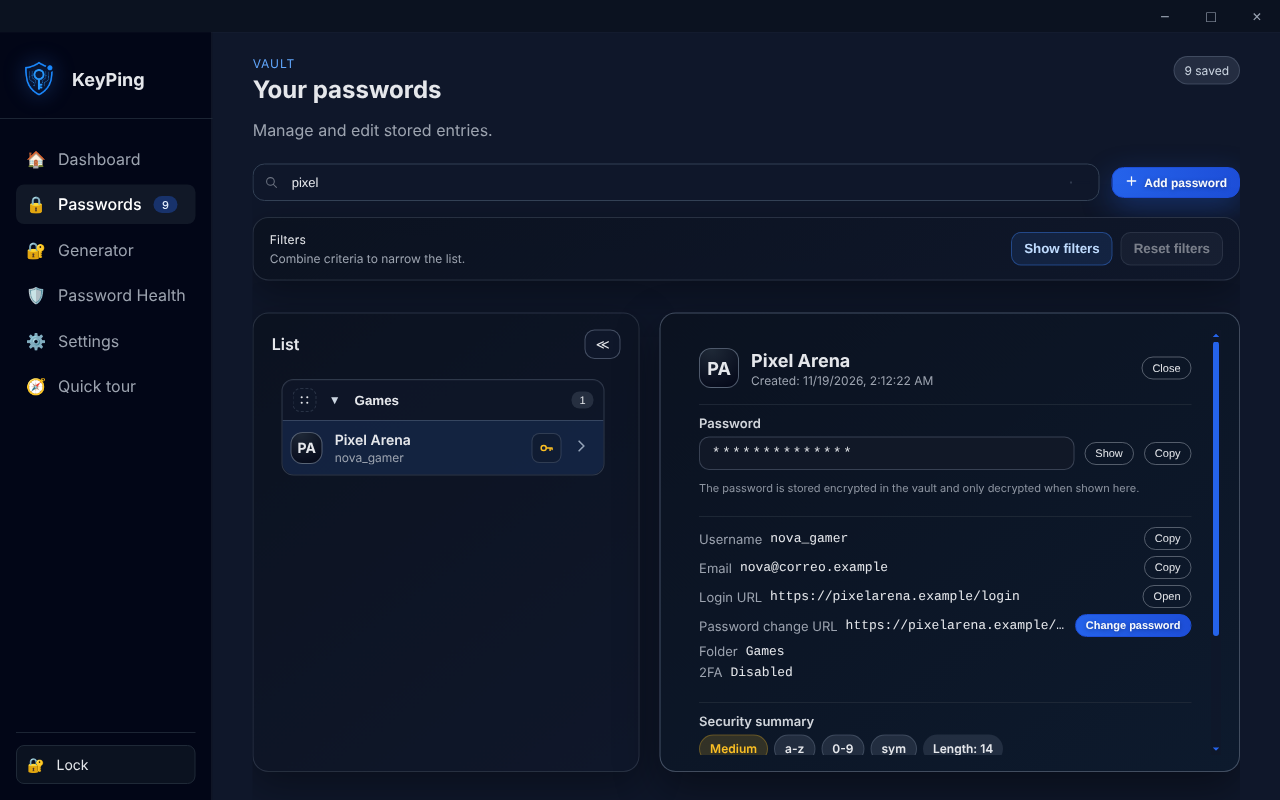 KeyPing
Dashboard
Passwords 9
Generator
Password Health
Settings
Quick tour
Lock
VAULT
Your passwords
Manage and edit stored entries.
9 saved
pixel
+ Add password
Filters
Combine criteria to narrow the list.
Show filters
Reset filters
List
≪
▼ Games 1
PA
Pixel Arena
nova_gamer
PA
Pixel Arena
Created: 11/19/2026, 2:12:22 AM
Close
Password
**************
Show
Copy
The password is stored encrypted in the vault and only decrypted when shown here.
Username nova_gamer Copy
Email nova@correo.example Copy
Login URL https://pixelarena.example/login Open
Password change URL https://pixelarena.example/… Change password
Folder Games
2FA Disabled
Security summary
Medium a-z 0-9 sym Length: 14